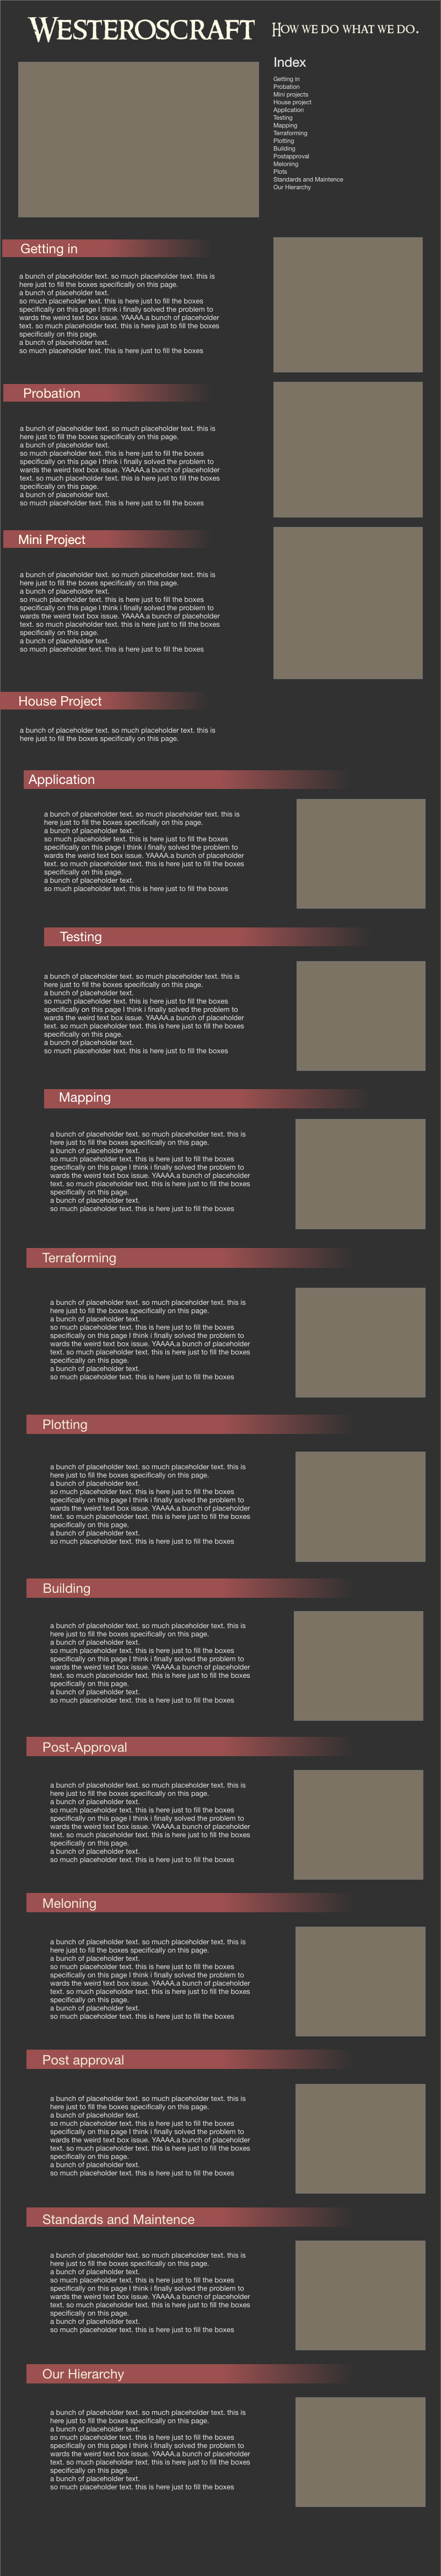 WESTEROSCRAFT
HOW WE DO WHAT WE DO.
Index
Getting in
Probation
Mini projects
House project
Application
Testing
Mapping
Terraforming
Plotting
Building
Postapproval
Meloning
Plots
Standards and Maintence
Our Hierarchy
Getting in
a bunch of placeholder text. so much placeholder text. this is
here just to fill the boxes specifically on this page.
a bunch of placeholder text.
so much placeholder text. this is here just to fill the boxes
specifically on this page I think i finally solved the problem to
wards the weird text box issue. YAAAA.a bunch of placeholder
text. so much placeholder text. this is here just to fill the boxes
specifically on this page.
a bunch of placeholder text.
so much placeholder text. this is here just to fill the boxes
Probation
a bunch of placeholder text. so much placeholder text. this is
here just to fill the boxes specifically on this page.
a bunch of placeholder text.
so much placeholder text. this is here just to fill the boxes
specifically on this page I think i finally solved the problem to
wards the weird text box issue. YAAAA.a bunch of placeholder
text. so much placeholder text. this is here just to fill the boxes
specifically on this page.
a bunch of placeholder text.
so much placeholder text. this is here just to fill the boxes
Mini Project
a bunch of placeholder text. so much placeholder text. this is
here just to fill the boxes specifically on this page.
a bunch of placeholder text.
so much placeholder text. this is here just to fill the boxes
specifically on this page I think i finally solved the problem to
wards the weird text box issue. YAAAA.a bunch of placeholder
text. so much placeholder text. this is here just to fill the boxes
specifically on this page.
a bunch of placeholder text.
so much placeholder text. this is here just to fill the boxes
House Project
a bunch of placeholder text. so much placeholder text. this is
here just to fill the boxes specifically on this page.
Application
a bunch of placeholder text. so much placeholder text. this is
here just to fill the boxes specifically on this page.
a bunch of placeholder text.
so much placeholder text. this is here just to fill the boxes
specifically on this page I think i finally solved the problem to
wards the weird text box issue. YAAAA.a bunch of placeholder
text. so much placeholder text. this is here just to fill the boxes
specifically on this page.
a bunch of placeholder text.
so much placeholder text. this is here just to fill the boxes
Testing
a bunch of placeholder text. so much placeholder text. this is
here just to fill the boxes specifically on this page.
a bunch of placeholder text.
so much placeholder text. this is here just to fill the boxes
specifically on this page I think i finally solved the problem to
wards the weird text box issue. YAAAA.a bunch of placeholder
text. so much placeholder text. this is here just to fill the boxes
specifically on this page.
a bunch of placeholder text.
so much placeholder text. this is here just to fill the boxes
Mapping
a bunch of placeholder text. so much placeholder text. this is
here just to fill the boxes specifically on this page.
a bunch of placeholder text.
so much placeholder text. this is here just to fill the boxes
specifically on this page I think i finally solved the problem to
wards the weird text box issue. YAAAA.a bunch of placeholder
text. so much placeholder text. this is here just to fill the boxes
specifically on this page.
a bunch of placeholder text.
so much placeholder text. this is here just to fill the boxes
Terraforming
a bunch of placeholder text. so much placeholder text. this is
here just to fill the boxes specifically on this page.
a bunch of placeholder text.
so much placeholder text. this is here just to fill the boxes
specifically on this page I think i finally solved the problem to
wards the weird text box issue. YAAAA.a bunch of placeholder
text. so much placeholder text. this is here just to fill the boxes
specifically on this page.
a bunch of placeholder text.
so much placeholder text. this is here just to fill the boxes
Plotting
a bunch of placeholder text. so much placeholder text. this is
here just to fill the boxes specifically on this page.
a bunch of placeholder text.
so much placeholder text. this is here just to fill the boxes
specifically on this page I think i finally solved the problem to
wards the weird text box issue. YAAAA.a bunch of placeholder
text. so much placeholder text. this is here just to fill the boxes
specifically on this page.
a bunch of placeholder text.
so much placeholder text. this is here just to fill the boxes
Building
a bunch of placeholder text. so much placeholder text. this is
here just to fill the boxes specifically on this page.
a bunch of placeholder text.
so much placeholder text. this is here just to fill the boxes
specifically on this page I think i finally solved the problem to
wards the weird text box issue. YAAAA.a bunch of placeholder
text. so much placeholder text. this is here just to fill the boxes
specifically on this page.
a bunch of placeholder text.
so much placeholder text. this is here just to fill the boxes
Post-Approval
a bunch of placeholder text. so much placeholder text. this is
here just to fill the boxes specifically on this page.
a bunch of placeholder text.
so much placeholder text. this is here just to fill the boxes
specifically on this page I think i finally solved the problem to
wards the weird text box issue. YAAAA.a bunch of placeholder
text. so much placeholder text. this is here just to fill the boxes
specifically on this page.
a bunch of placeholder text.
so much placeholder text. this is here just to fill the boxes
Meloning
a bunch of placeholder text. so much placeholder text. this is
here just to fill the boxes specifically on this page.
a bunch of placeholder text.
so much placeholder text. this is here just to fill the boxes
specifically on this page I think i finally solved the problem to
wards the weird text box issue. YAAAA.a bunch of placeholder
text. so much placeholder text. this is here just to fill the boxes
specifically on this page.
a bunch of placeholder text.
so much placeholder text. this is here just to fill the boxes
Post approval
a bunch of placeholder text. so much placeholder text. this is
here just to fill the boxes specifically on this page.
a bunch of placeholder text.
so much placeholder text. this is here just to fill the boxes
specifically on this page I think i finally solved the problem to
wards the weird text box issue. YAAAA.a bunch of placeholder
text. so much placeholder text. this is here just to fill the boxes
specifically on this page.
a bunch of placeholder text.
so much placeholder text. this is here just to fill the boxes
Standards and Maintence
a bunch of placeholder text. so much placeholder text. this is
here just to fill the boxes specifically on this page.
a bunch of placeholder text.
so much placeholder text. this is here just to fill the boxes
specifically on this page I think i finally solved the problem to
wards the weird text box issue. YAAAA.a bunch of placeholder
text. so much placeholder text. this is here just to fill the boxes
specifically on this page.
a bunch of placeholder text.
so much placeholder text. this is here just to fill the boxes
Our Hierarchy
a bunch of placeholder text. so much placeholder text. this is
here just to fill the boxes specifically on this page.
a bunch of placeholder text.
so much placeholder text. this is here just to fill the boxes
specifically on this page I think i finally solved the problem to
wards the weird text box issue. YAAAA.a bunch of placeholder
text. so much placeholder text. this is here just to fill the boxes
specifically on this page.
a bunch of placeholder text.
so much placeholder text. this is here just to fill the boxes